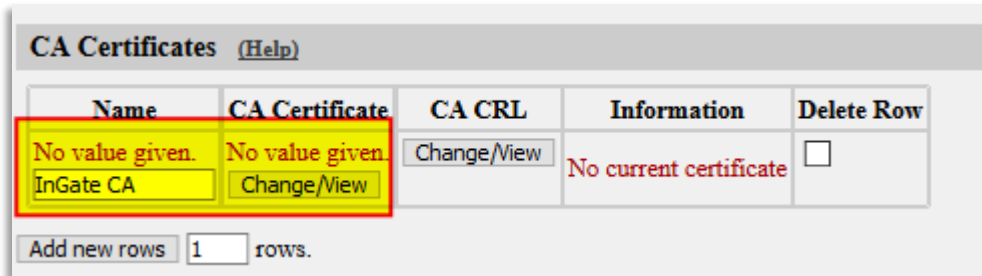 CA Certificates (Help)
Name CA Certificate CA CRL Information Delete Row
No value given. No value given. Change/View No current certificate
InGate CA Change/View
Add new rows 1 rows.